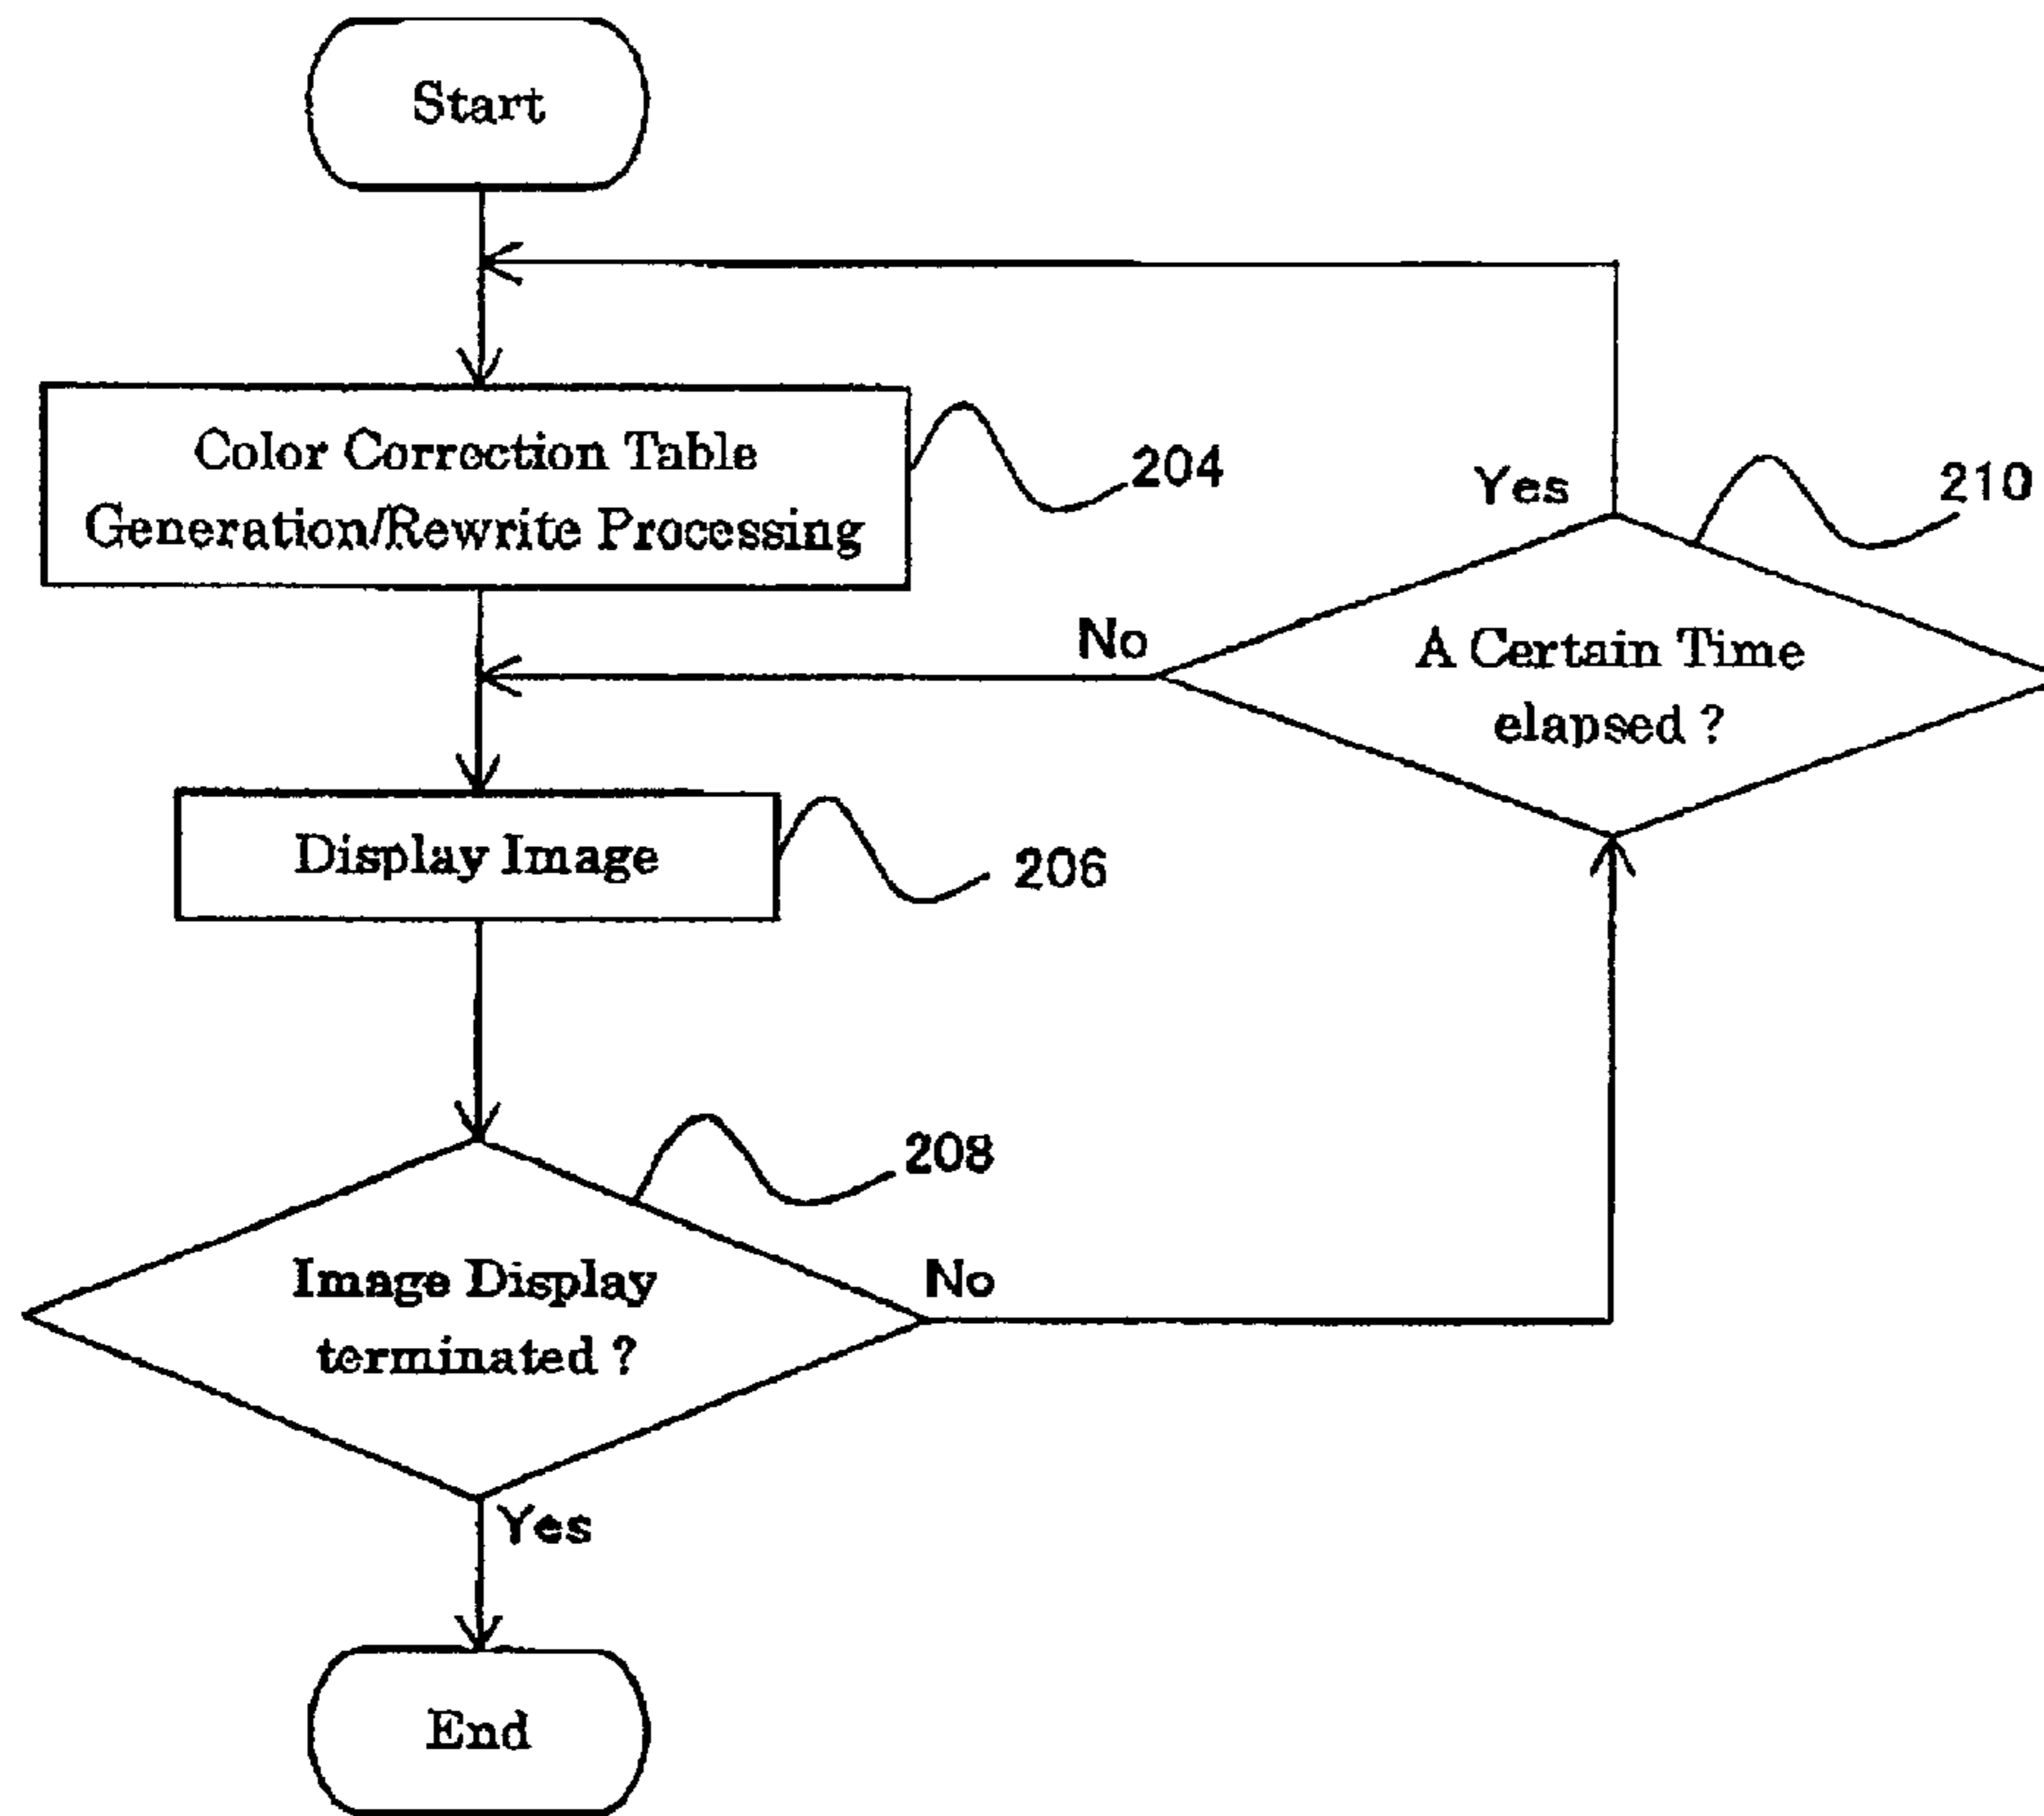 Start
Color Correction Table
Generation/Rewrite Processing
204
Yes
210
No
A Certain Time
elapsed ?
Display Image
206
208
Image Display
terminated ?
No
Yes
End